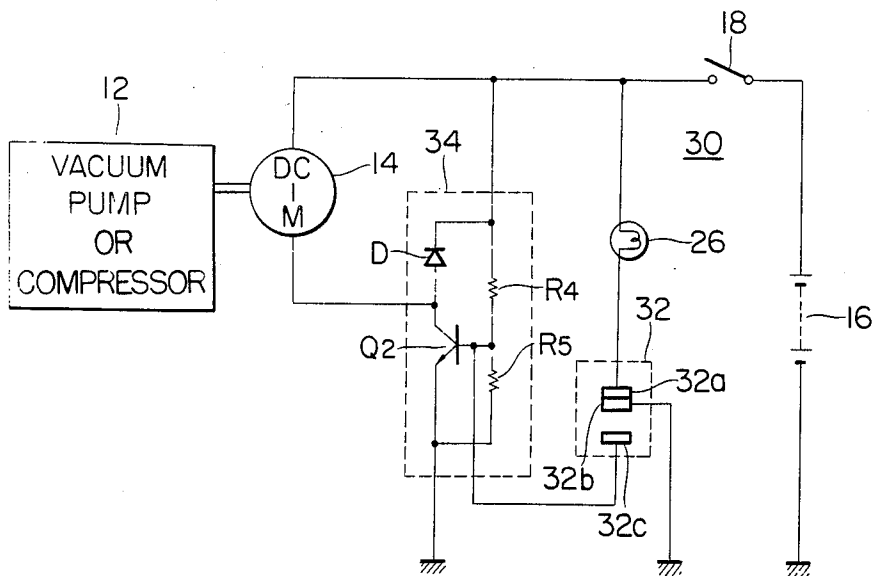 18
12
30
34
14
VACUUM
PUMP
OR
COMPRESSOR
DC
M
D
26
R4
16
32
Q2
R5
32a
32b
32c